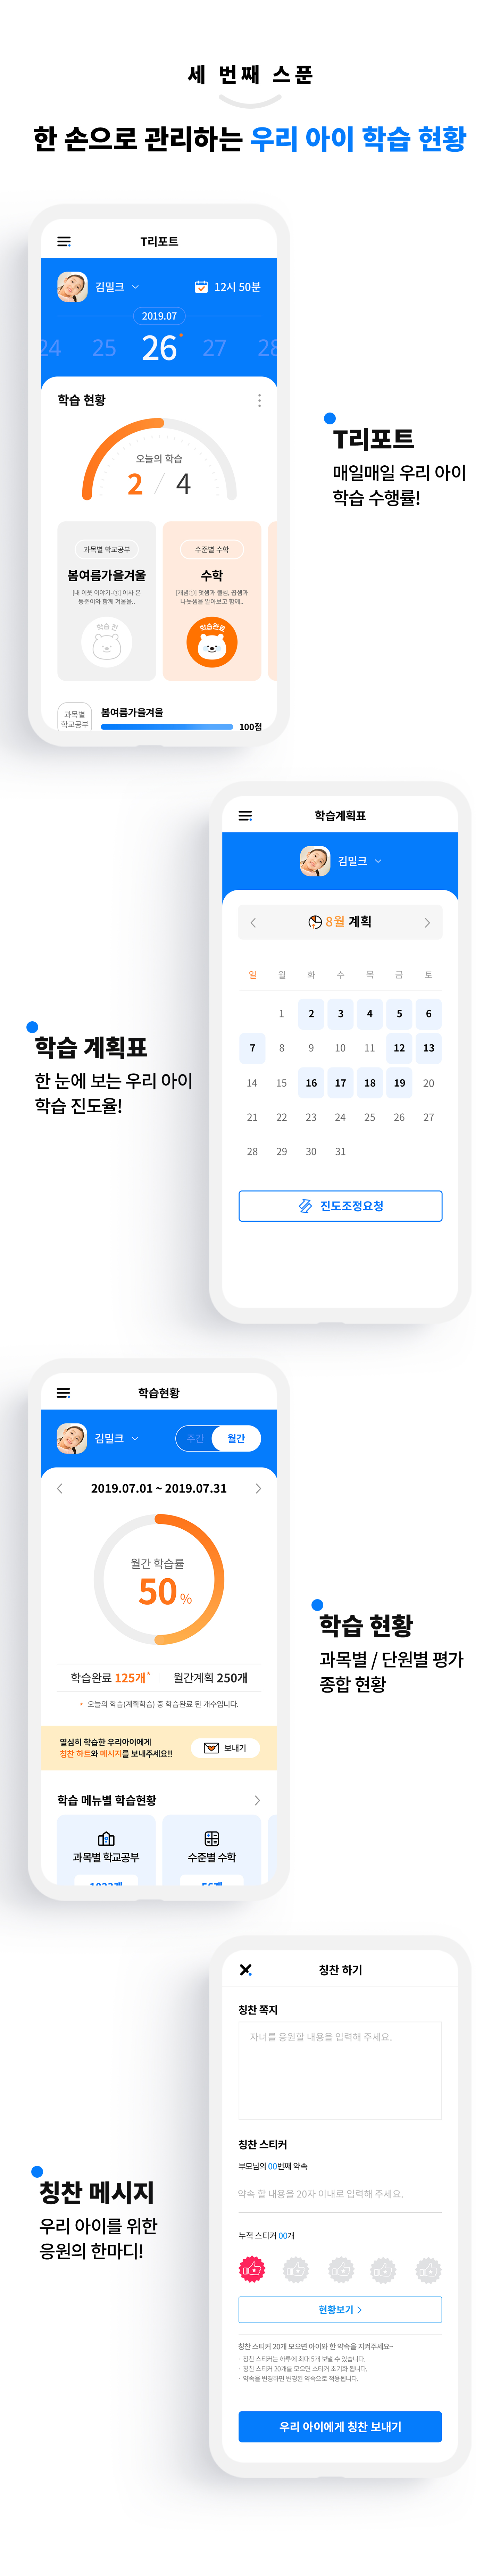 세 번째 스푼
한 손으로 관리하는 우리 아이 학습 현황
T리포트
김밀크
12시 50분
2019.07
24 25 26 27 28
학습 현황
오늘의 학습
2 / 4
과목별 학교공부
봄여름가을겨울
[내 이웃 이야기-①] 이사 온
동준이와 함께 겨울을..
학습 전
수준별 수학
수학
[개념①] 덧셈과 뺄셈, 곱셈과
나눗셈을 알아보고 함께..
학습완료
과목별
학교공부
봄여름가을겨울
100점
T리포트
매일매일 우리 아이
학습 수행률!
학습계획표
김밀크
8월 계획
일 월 화 수 목 금 토
1 2 3 4 5 6
7 8 9 10 11 12 13
14 15 16 17 18 19 20
21 22 23 24 25 26 27
28 29 30 31
진도조정요청
학습 계획표
한 눈에 보는 우리 아이
학습 진도율!
학습현황
김밀크
주간 월간
2019.07.01 ~ 2019.07.31
월간 학습률
50 %
학습완료 125개* 월간계획 250개
* 오늘의 학습(계획학습) 중 학습완료 된 개수입니다.
열심히 학습한 우리아이에게
칭찬 하트와 메시지를 보내주세요!!
보내기
학습 메뉴별 학습현황
과목별 학교공부
수준별 수학
학습 현황
과목별 / 단원별 평가
종합 현황
칭찬 하기
칭찬 쪽지
자녀를 응원할 내용을 입력해 주세요.
칭찬 스티커
부모님의 00번째 약속
약속 할 내용을 20자 이내로 입력해 주세요.
누적 스티커 00개
현황보기 >
칭찬 스티커 20개 모으면 아이와 한 약속을 지켜주세요~
· 칭찬 스티커는 하루에 최대 5개 보낼 수 있습니다.
· 칭찬 스티커 20개를 모으면 스티커 초기화 됩니다.
· 약속을 변경하면 변경된 약속으로 적용됩니다.
우리 아이에게 칭찬 보내기
칭찬 메시지
우리 아이를 위한
응원의 한마디!